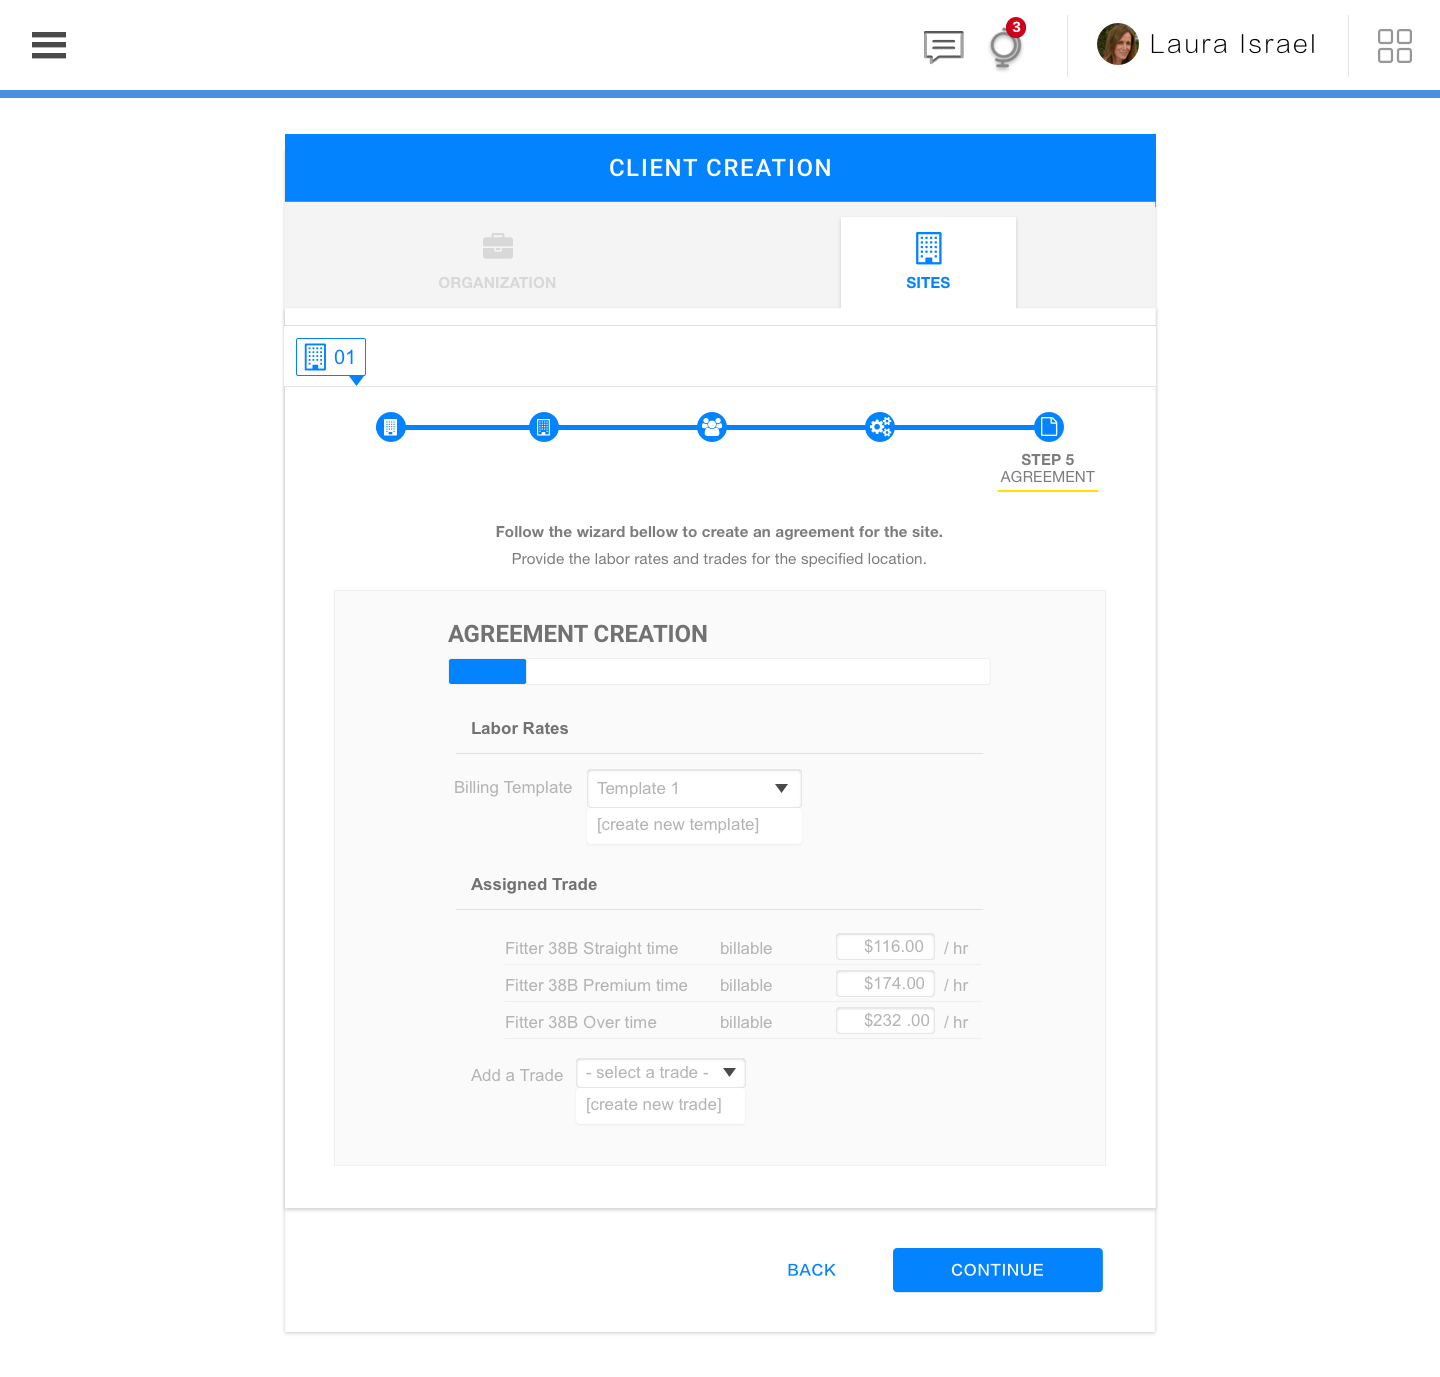 3
Laura Israel
CLIENT CREATION
ORGANIZATION
SITES
01
STEP 5
AGREEMENT
Follow the wizard bellow to create an agreement for the site.
Provide the labor rates and trades for the specified location.
AGREEMENT CREATION
Labor Rates
Billing Template Template 1
[create new template]
Assigned Trade
Fitter 38B Straight time billable $116.00 / hr
Fitter 38B Premium time billable $174.00 / hr
Fitter 38B Over time billable $232 .00 / hr
Add a Trade - select a trade -
[create new trade]
BACK CONTINUE